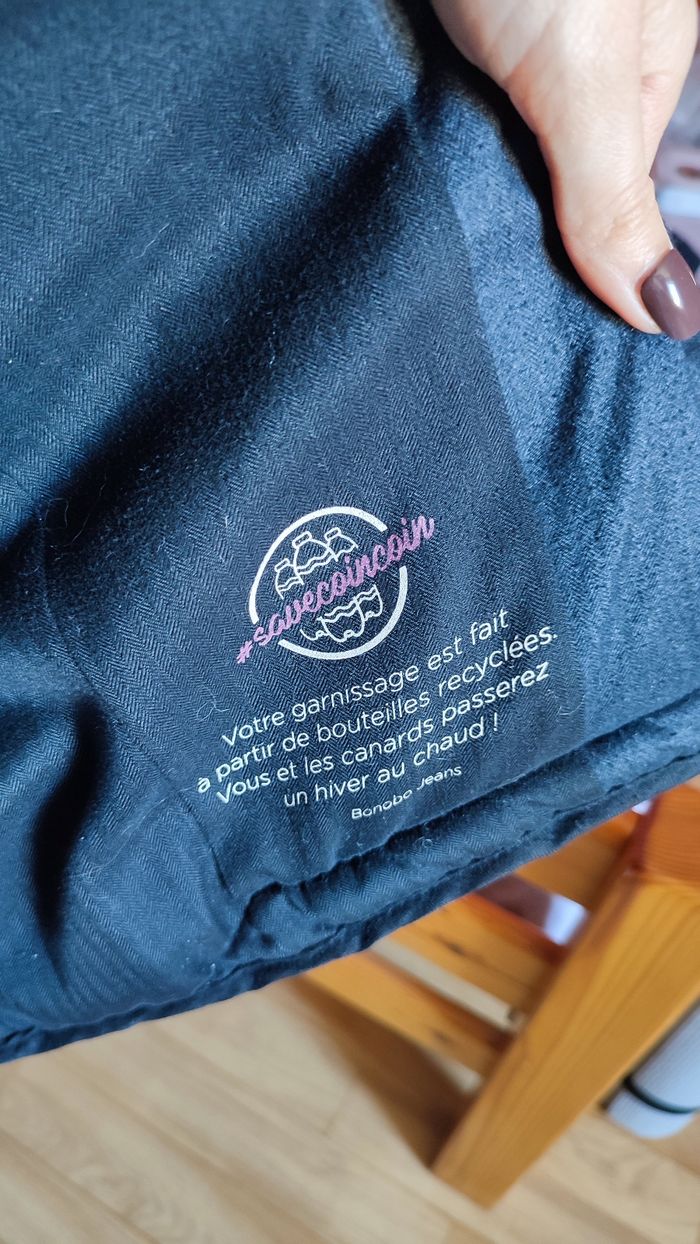 #savecoincoin
Votre garnissage est fait
à partir de bouteilles recyclées.
Vous et les canards passerez
un hiver au chaud !
Bonobo Jeans